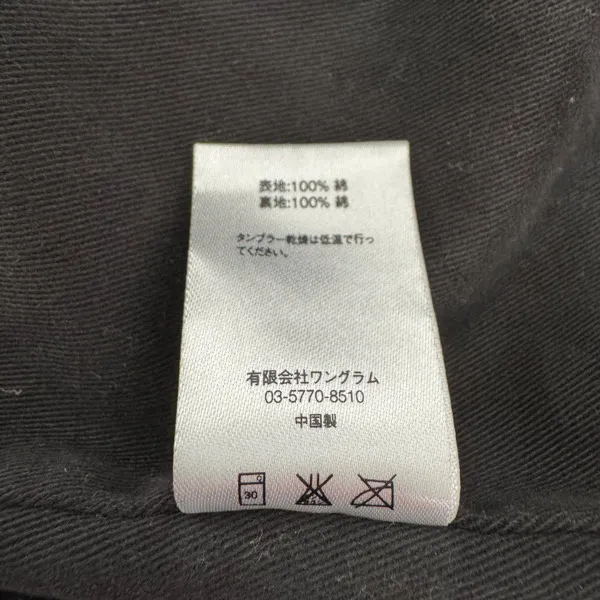 表地:100% 綿
裏地:100% 綿
タンブラー乾燥は低温で行っ
てください。
有限会社ワングラム
03-5770-8510
中国製
30